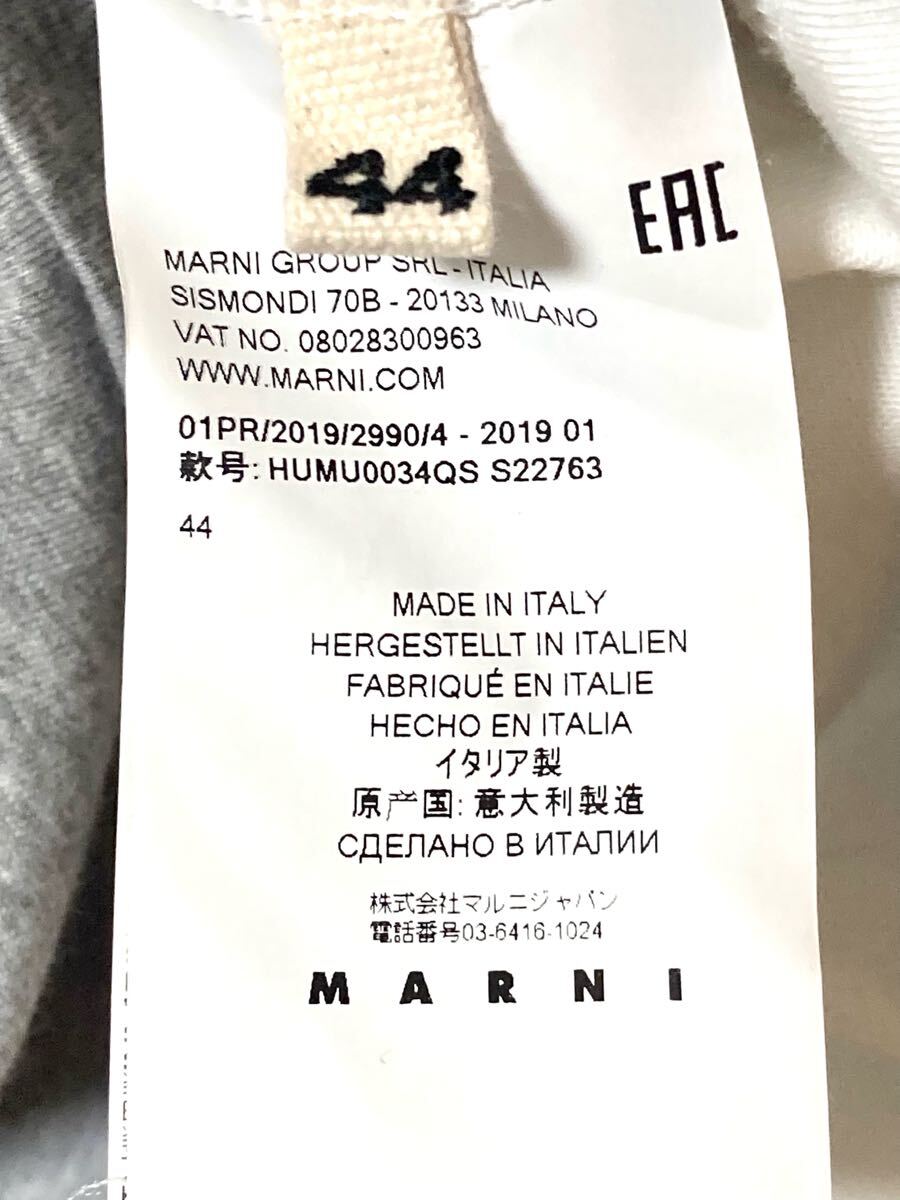 44
EAC
MARNI GROUP SRL - ITALIA
SISMONDI 70B - 20133 MILANO
VAT NO. 08028300963
WWW.MARNI.COM
01PR/2019/2990/4 - 2019 01
款号: HUMU0034QS S22763
44
MADE IN ITALY
HERGESTELLT IN ITALIEN
FABRIQUÉ EN ITALIE
HECHO EN ITALIA
イタリア製
原产国: 意大利製造
СДЕЛАНО В ИТАЛИИ
株式会社マルニジャパン
電話番号03-6416-1024
MARNI